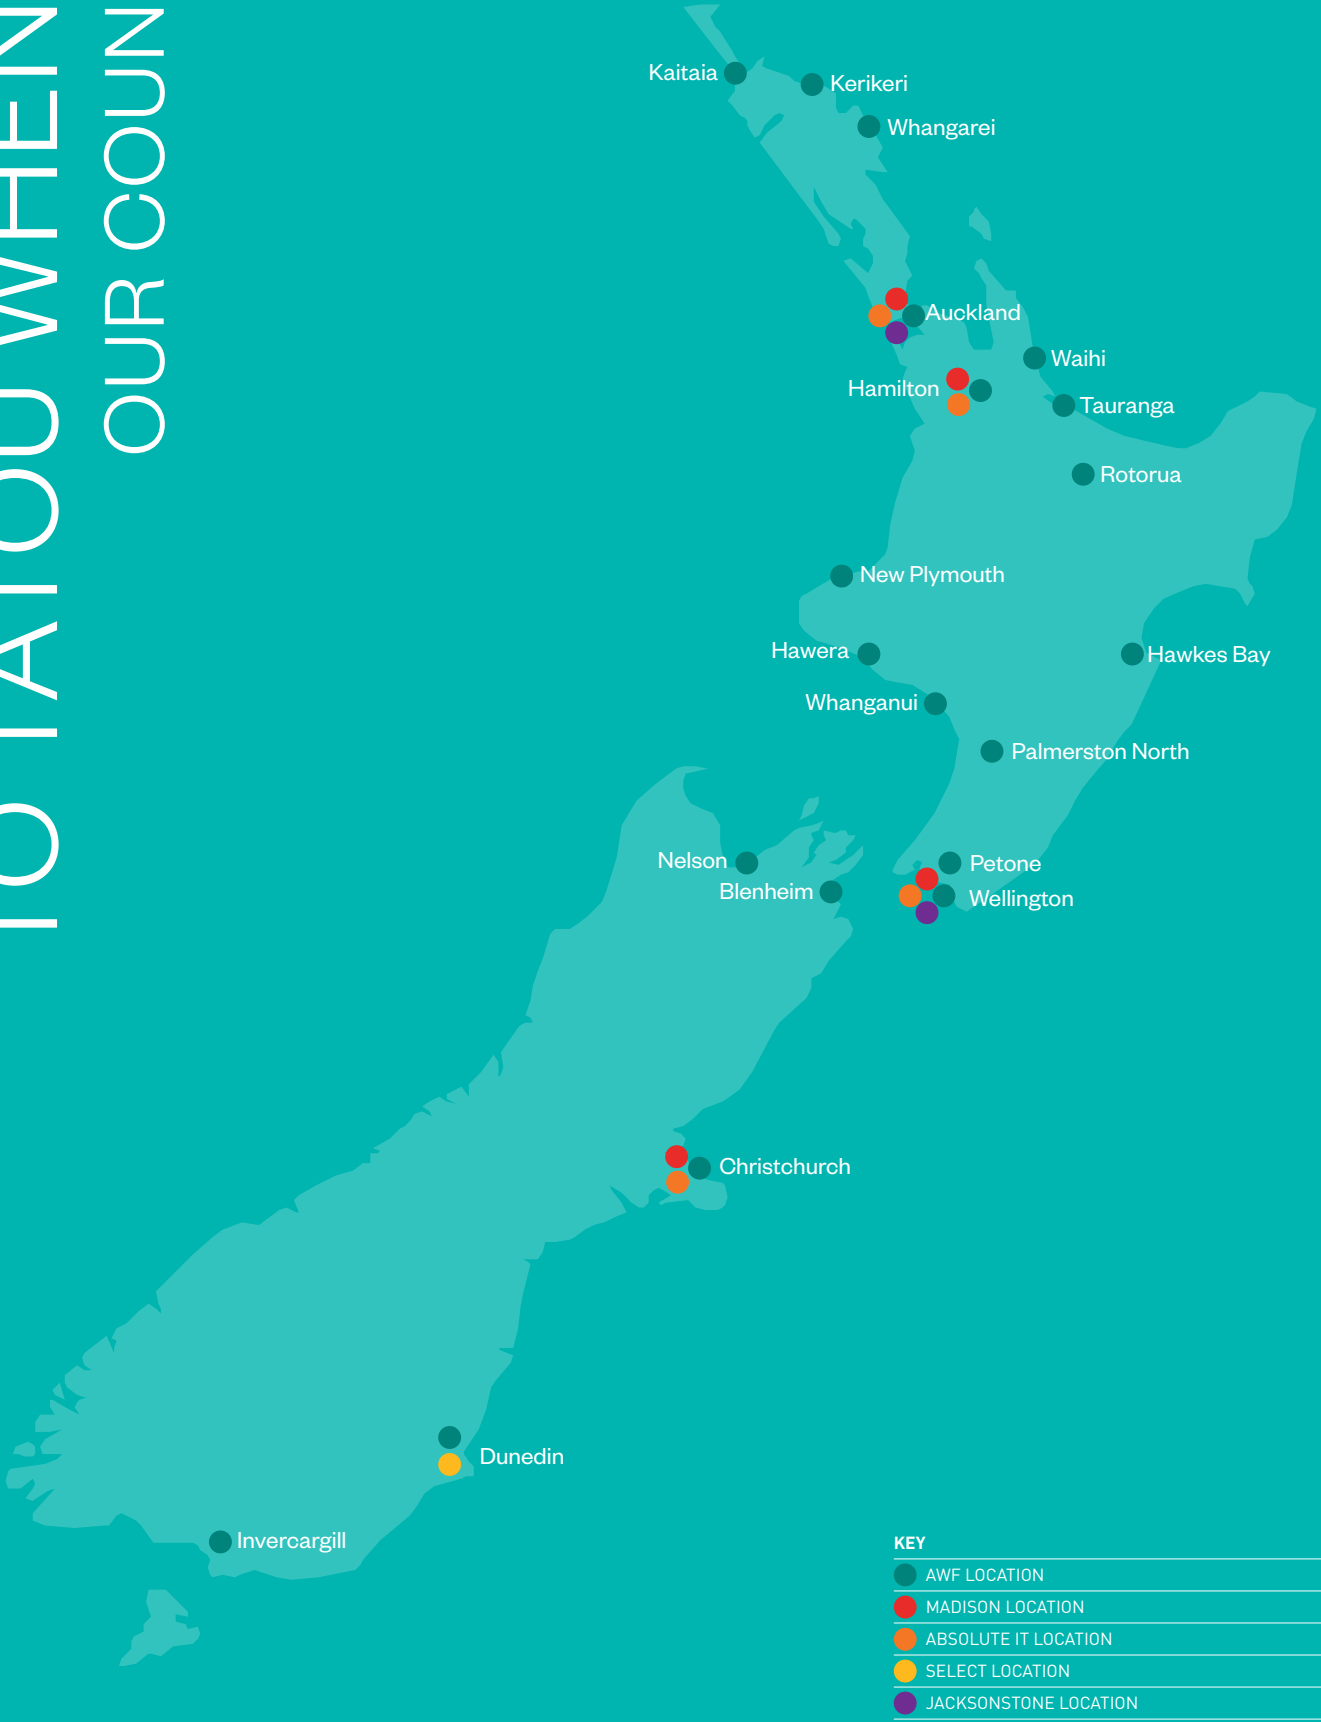 TO TATOU WHEN
OUR COUN
Kaitaia
Kerikeri
Whangarei
Auckland
Waihi
Hamilton
Tauranga
Rotorua
New Plymouth
Hawera
Hawkes Bay
Whanganui
Palmerston North
Nelson
Petone
Blenheim
Wellington
Christchurch
Dunedin
Invercargill
KEY
AWF LOCATION
MADISON LOCATION
ABSOLUTE IT LOCATION
SELECT LOCATION
JACKSONSTONE LOCATION